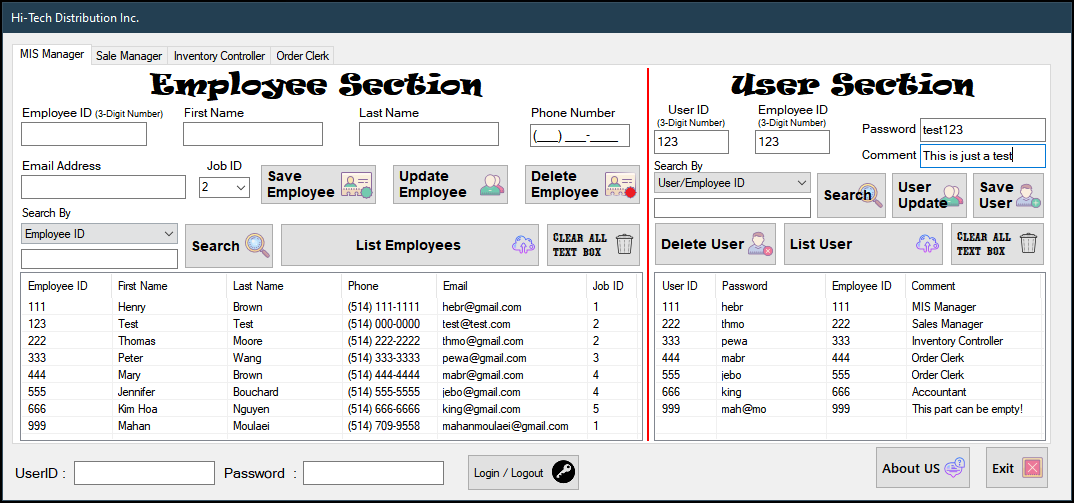 Hi-Tech Distribution Inc.
MIS Manager Sale Manager Inventory Controller Order Clerk
Employee Section
Employee ID (3-Digit Number) First Name Last Name Phone Number
(___) ___-____
Email Address Job ID
2
Save Employee
Update Employee
Delete Employee
Search By
Employee ID
Search
List Employees
CLEAR ALL TEXT BOX
Employee ID First Name Last Name Phone Email Job ID
111 Henry Brown (514) 111-1111 hebr@gmail.com 1
123 Test Test (514) 000-0000 test@test.com 2
222 Thomas Moore (514) 222-2222 thmo@gmail.com 2
333 Peter Wang (514) 333-3333 pewa@gmail.com 3
444 Mary Brown (514) 444-4444 mabr@gmail.com 4
555 Jennifer Bouchard (514) 555-5555 jebo@gmail.com 4
666 Kim Hoa Nguyen (514) 666-6666 king@gmail.com 5
999 Mahan Moulaei (514) 709-9558 mahanmoulaei@gmail.com 1
User Section
User ID Employee ID
(3-Digit Number) (3-Digit Number)
123 123
Password test123
Comment This is just a test
Search By
User/Employee ID
Search
User Update
Save User
Delete User
List User
CLEAR ALL TEXT BOX
User ID Password Employee ID Comment
111 hebr 111 MIS Manager
222 thmo 222 Sales Manager
333 pewa 333 Inventory Controller
444 mabr 444 Order Clerk
555 jebo 555 Order Clerk
666 king 666 Accountant
999 mah@mo 999 This part can be empty!
UserID : Password : Login / Logout
About US
Exit